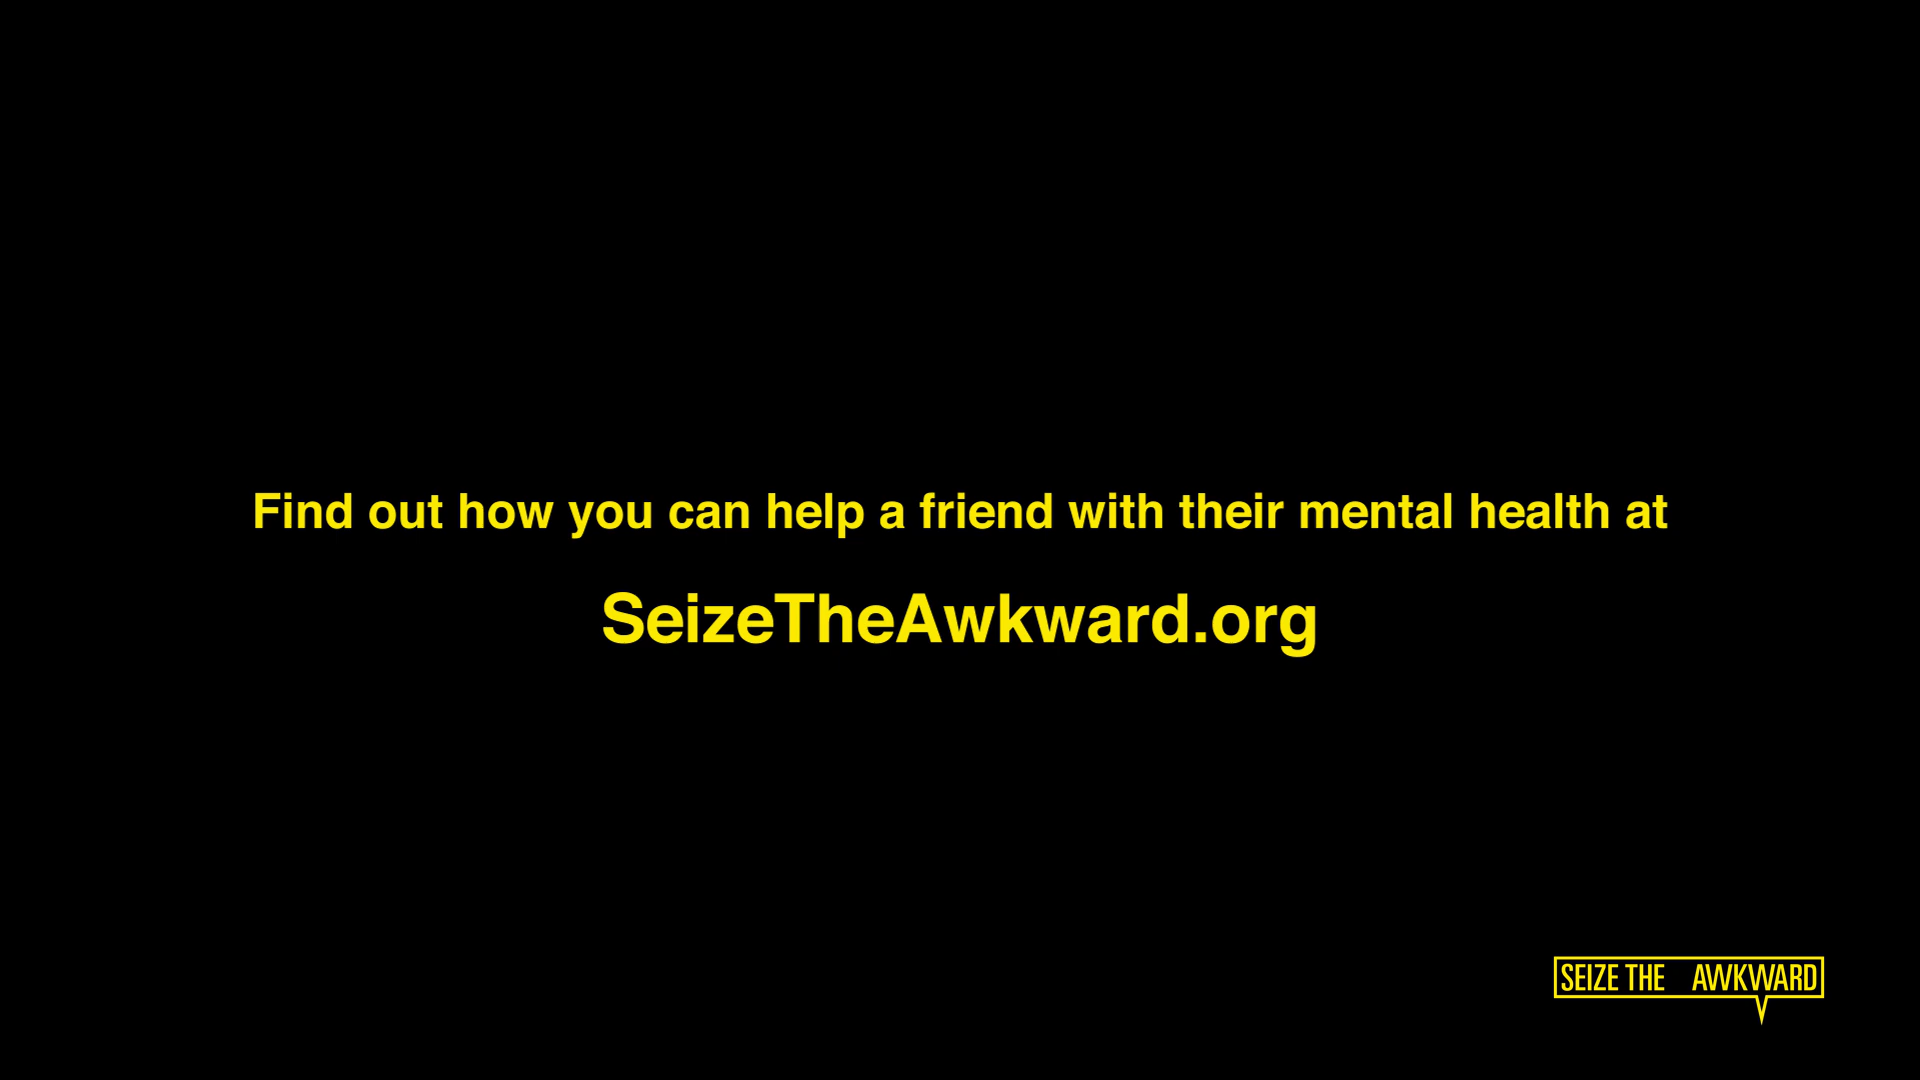 Find out how you can help a friend with their mental health at
SeizeTheAwkward.org
SEIZE THE AWKWARD